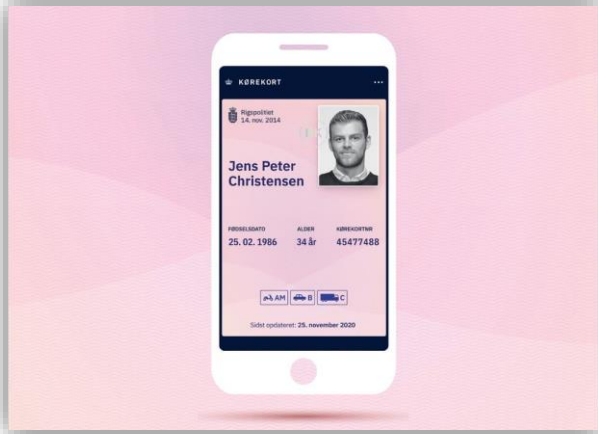 KØREKORT
Rigspolitiet
14. nov. 2014
Jens Peter
Christensen
FØDSELSDATO ALDER KØREKORTNR
25. 02. 1986 34 år 45477488
AM B C
Sidst opdateret: 25. november 2020